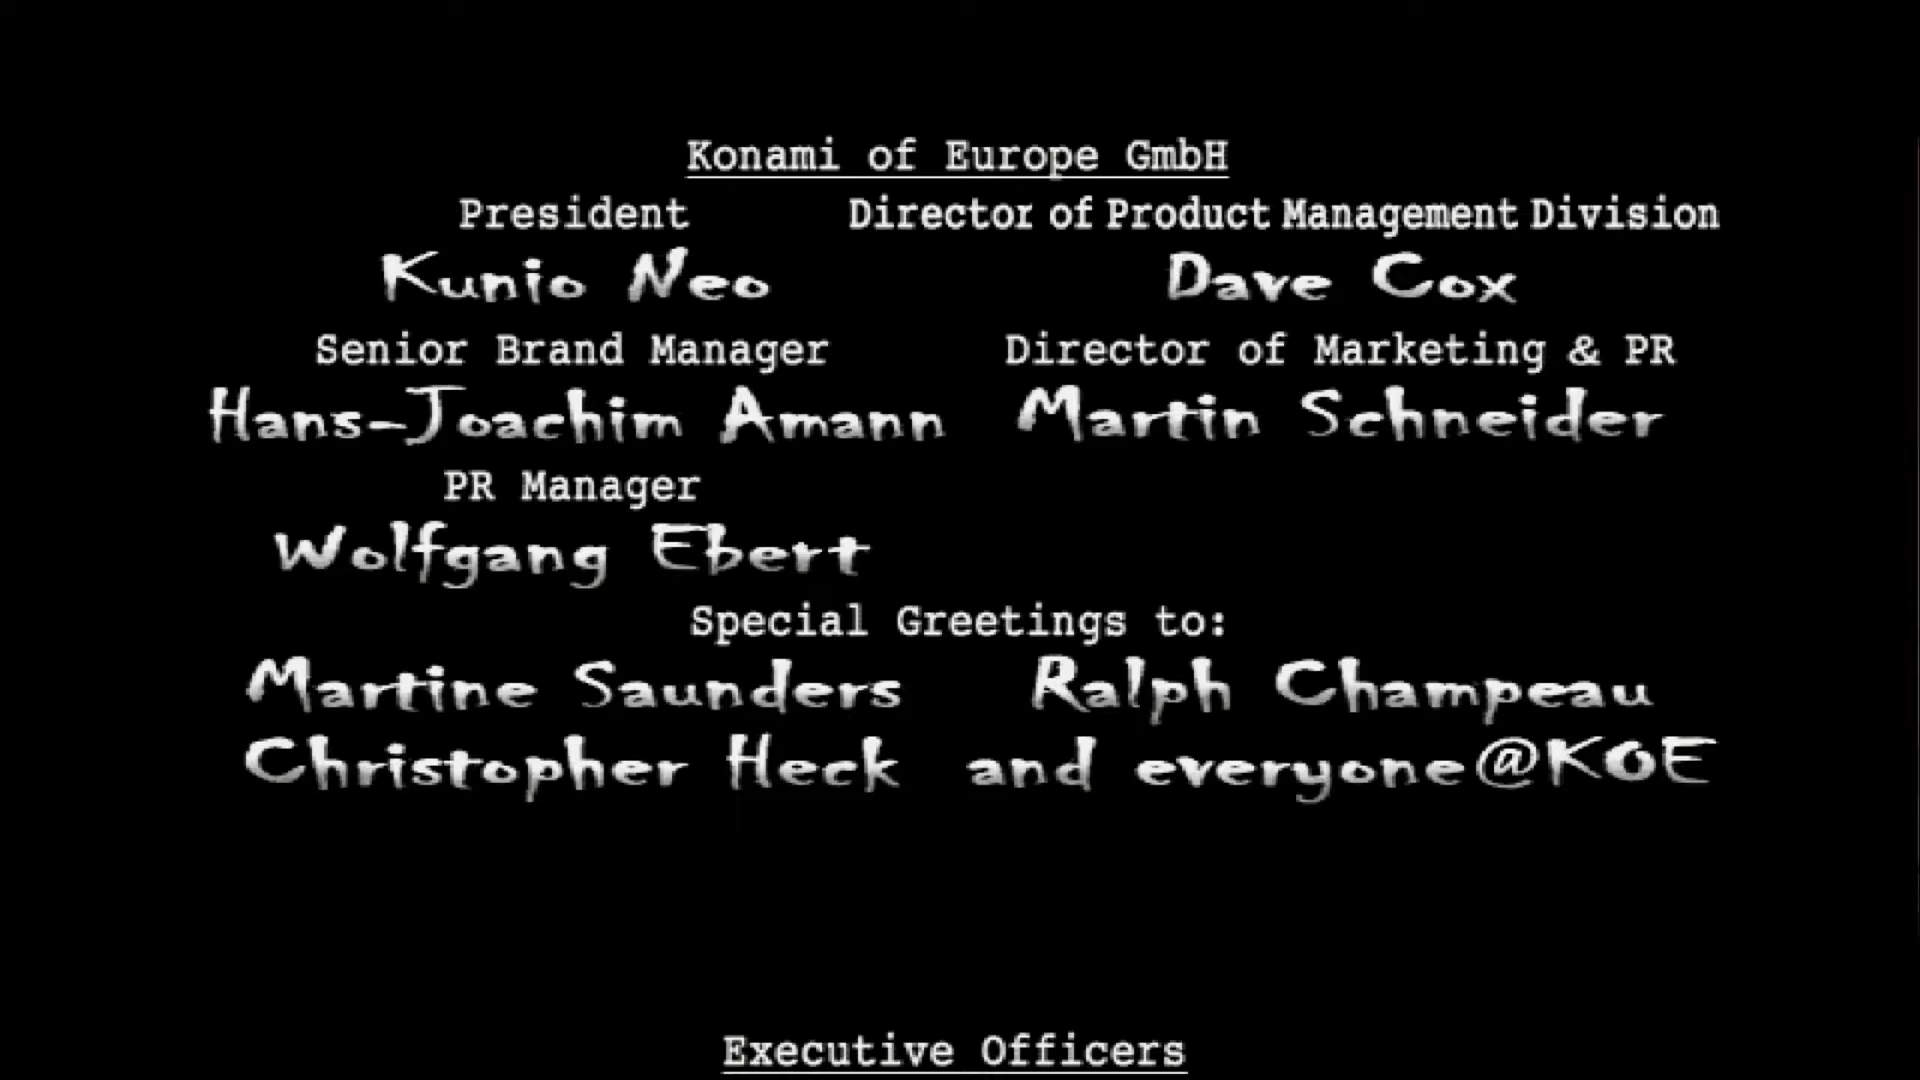 Konami of Europe GmbH
President Director of Product Management Division
Kunio Neo Dave Cox
Senior Brand Manager Director of Marketing & PR
Hans-Joachim Amann Martin Schneider
PR Manager
Wolfgang Ebert
Special Greetings to:
Martine Saunders Ralph Champeau
Christopher Heck and everyone@KOE
Executive Officers